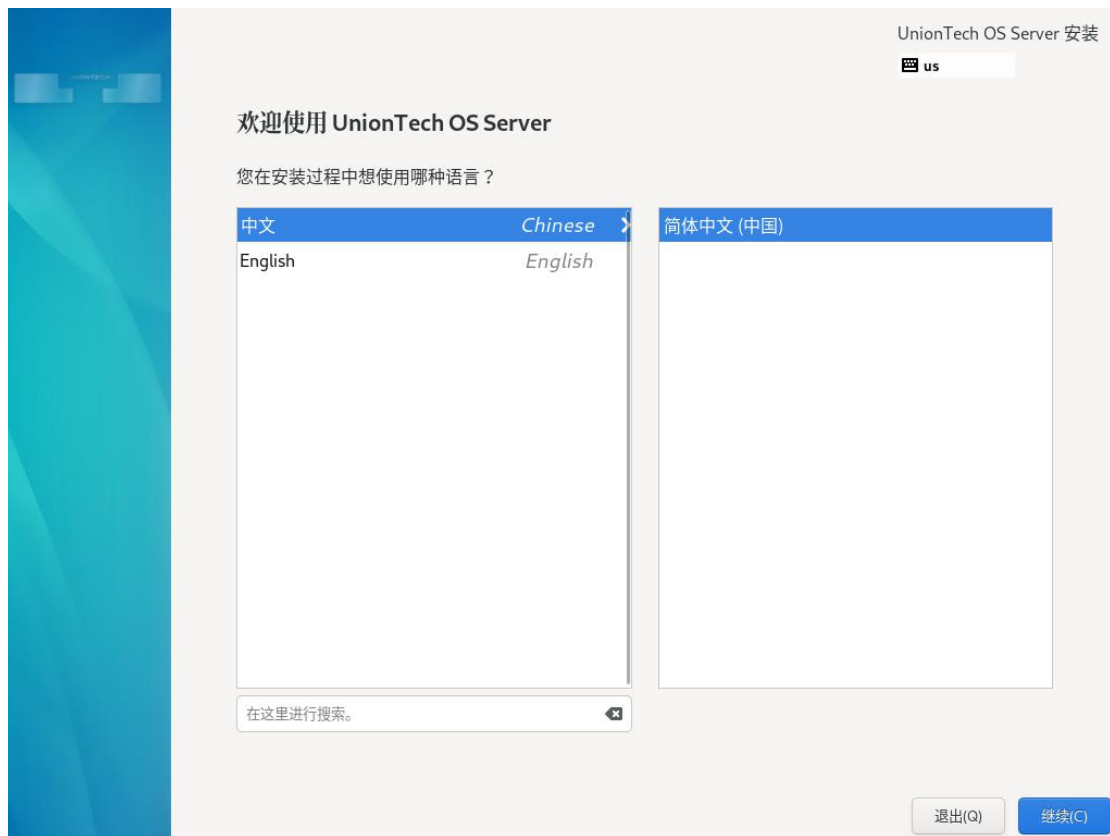 UnionTech OS Server 安装
us
欢迎使用 UnionTech OS Server
您在安装过程中想使用哪种语言？
中文 Chinese
简体中文 (中国)
English English
在这里进行搜索。
退出(Q)
继续(C)